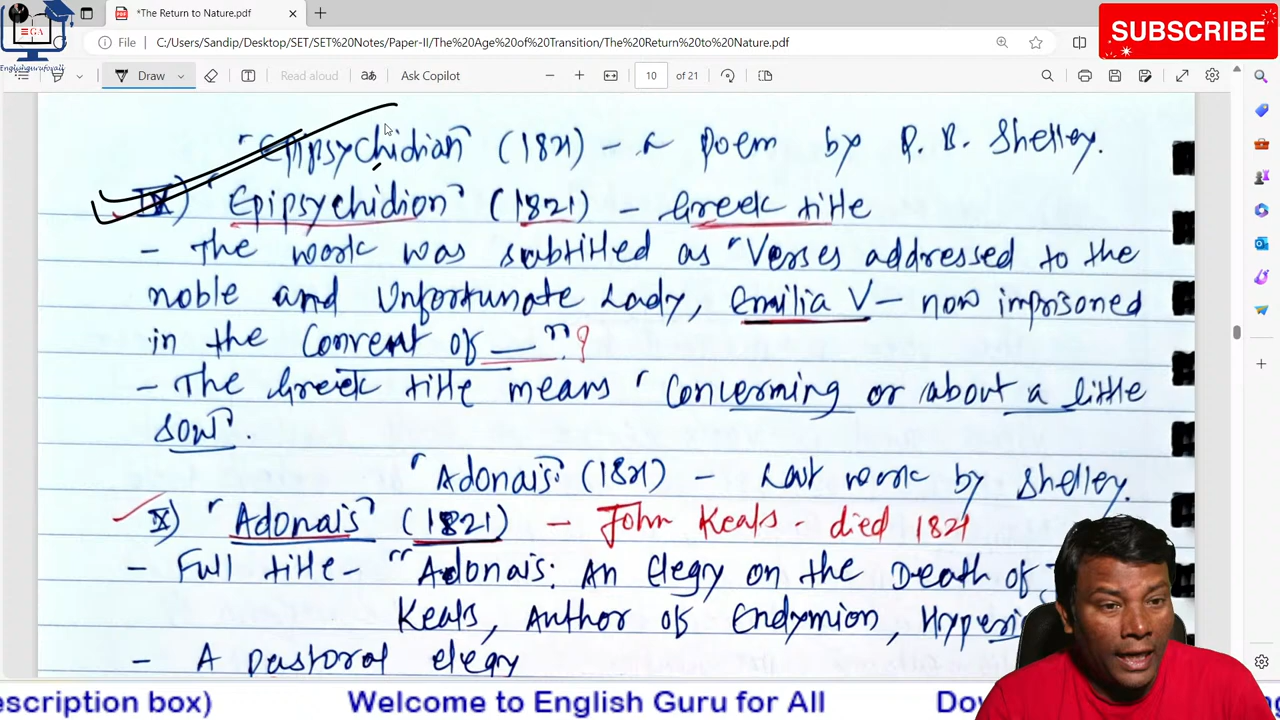 *The Return to Nature.pdf
SUBSCRIBE
EGA
Englishguruforall
File C:/Users/Sandip/Desktop/SET/SET%20Notes/Paper-II/The%20Age%20of%20Transition/The%20Return%20to%20Nature.pdf
Draw Read aloud Ask Copilot 10 of 21
"Epipsychidian" (1821) - a poem by P. B. Shelley.
IX) "Epipsychidion" (1821) - Greek title
- The work was subtitled as "Verses addressed to the
noble and Unfortunate Lady, Emilia V - now imprisoned
in the Convent of __"?
- The Greek title means "Concerning or about a little
soul".
"Adonais" (1821) - Last work by Shelley.
X) "Adonais" (1821) - John Keats - died 1821
- Full title - "Adonais: An Elegy on the Death of
Keats, Author of Endymion,
- A pastoral elegy
escription box) Welcome to English Guru for All